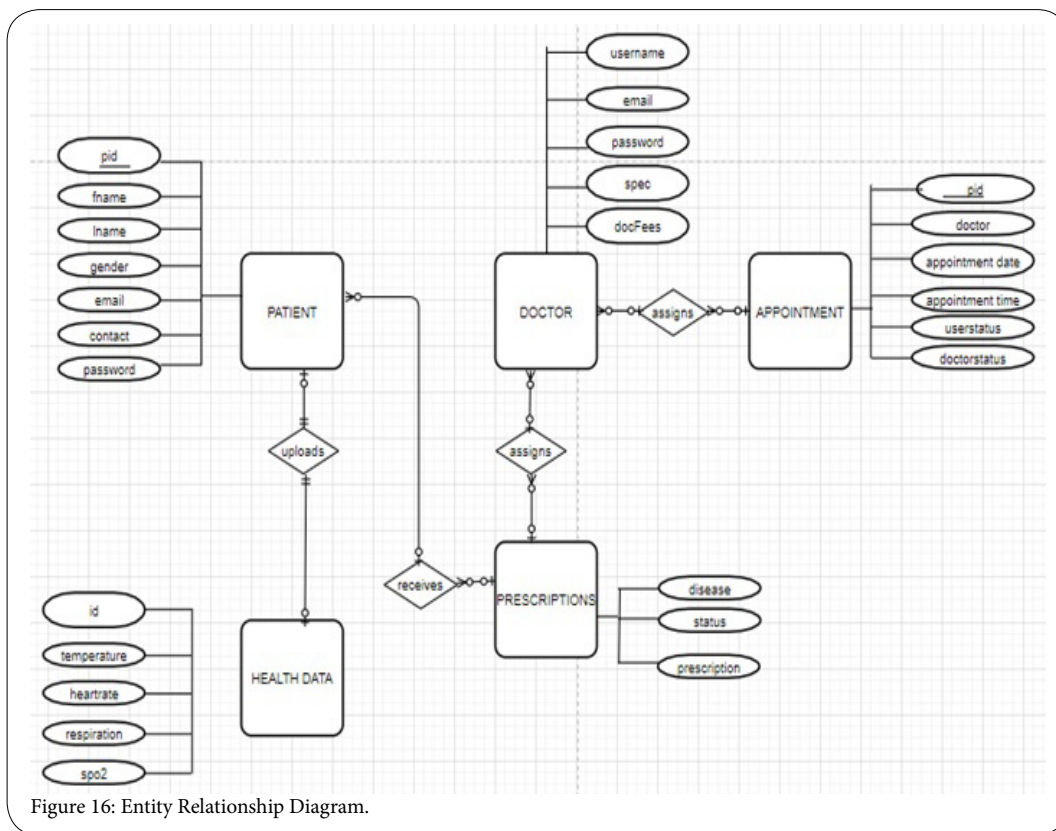 username
email
password
spec
docFees
pid
fname
lname
gender
email
contact
password
PATIENT
DOCTOR
assigns
APPOINTMENT
pid
doctor
appointment date
appointment time
userstatus
doctorstatus
uploads
assigns
receives
PRESCRIPTIONS
disease
status
prescription
id
temperature
heartrate
respiration
spo2
HEALTH DATA
Figure 16: Entity Relationship Diagram.